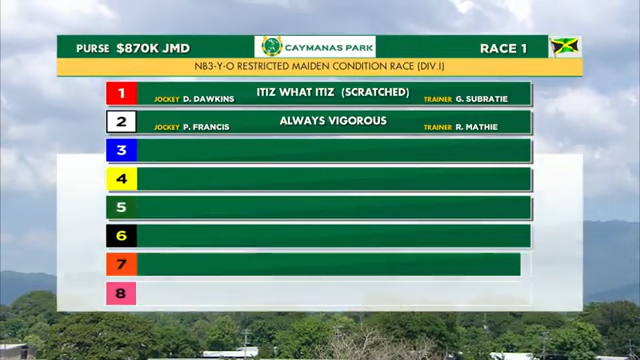 PURSE $870K JMD
CAYMANAS PARK
RACE 1
NB3-Y-O RESTRICTED MAIDEN CONDITION RACE (DIV.I)
1 ITIZ WHAT ITIZ (SCRATCHED)
JOCKEY D. DAWKINS TRAINER G. SUBRATIE
2 ALWAYS VIGOROUS
JOCKEY P. FRANCIS TRAINER R. MATHIE
3
4
5
6
7
8